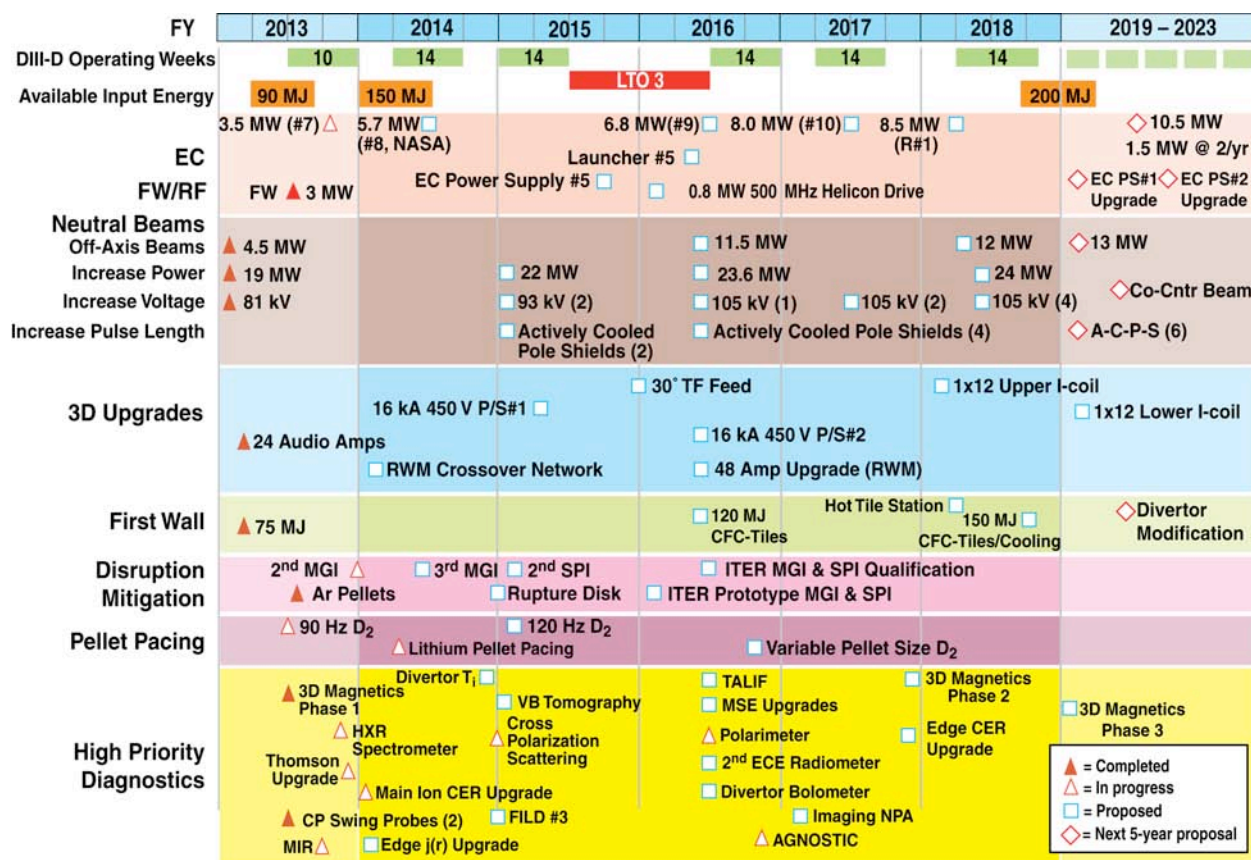 FY 2013 2014 2015 2016 2017 2018 2019 – 2023
DIII-D Operating Weeks 10 14 14 14 14 14
LTO 3
Available Input Energy 90 MJ 150 MJ 200 MJ
3.5 MW (#7) 5.7 MW 6.8 MW(#9) 8.0 MW (#10) 8.5 MW 10.5 MW
(#8, NASA) (R#1) 1.5 MW @ 2/yr
EC Launcher #5
EC Power Supply #5 EC PS#1 EC PS#2
FW/RF FW 3 MW 0.8 MW 500 MHz Helicon Drive Upgrade Upgrade
Neutral Beams
Off-Axis Beams 4.5 MW 11.5 MW 12 MW 13 MW
Increase Power 19 MW 22 MW 23.6 MW 24 MW
Co-Cntr Beam
Increase Voltage 81 kV 93 kV (2) 105 kV (1) 105 kV (2) 105 kV (4)
Increase Pulse Length Actively Cooled Actively Cooled Pole Shields (4) A-C-P-S (6)
Pole Shields (2)
30° TF Feed 1x12 Upper I-coil
3D Upgrades 16 kA 450 V P/S#1 1x12 Lower I-coil
24 Audio Amps 16 kA 450 V P/S#2
RWM Crossover Network 48 Amp Upgrade (RWM)
Hot Tile Station
First Wall 75 MJ 120 MJ 150 MJ Divertor
CFC-Tiles CFC-Tiles/Cooling Modification
Disruption 2nd MGI 3rd MGI 2nd SPI ITER MGI & SPI Qualification
Mitigation Ar Pellets Rupture Disk ITER Prototype MGI & SPI
90 Hz D2 120 Hz D2
Pellet Pacing Lithium Pellet Pacing Variable Pellet Size D2
Divertor Ti TALIF 3D Magnetics
Phase 2
3D Magnetics
Phase 1
VB Tomography MSE Upgrades 3D Magnetics
Phase 3
HXR
Spectrometer
Cross
Polarization
Scattering
Polarimeter Edge CER
Upgrade
High Priority
Diagnostics
Thomson
Upgrade
2nd ECE Radiometer
Main Ion CER Upgrade Divertor Bolometer
CP Swing Probes (2) FILD #3 Imaging NPA
MIR Edge j(r) Upgrade AGNOSTIC
= Completed
= In progress
= Proposed
= Next 5-year proposal